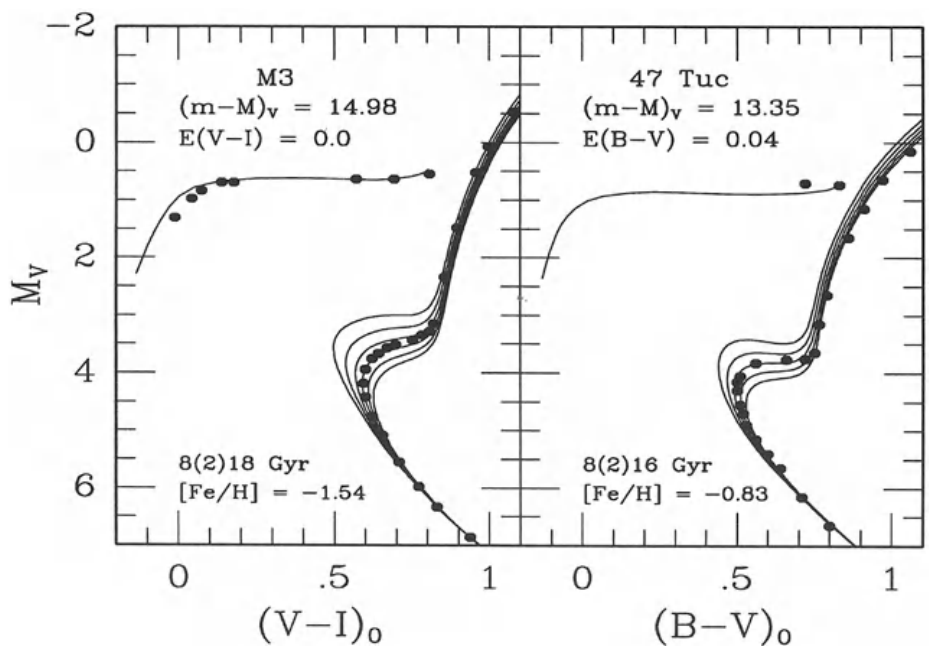 M3
(m−M)v = 14.98
E(V−I) = 0.0
8(2)18 Gyr
[Fe/H] = −1.54
47 Tuc
(m−M)v = 13.35
E(B−V) = 0.04
8(2)16 Gyr
[Fe/H] = −0.83
Mv
−2
0
2
4
6
0
.5
1
0
.5
1
(V−I)0
(B−V)0